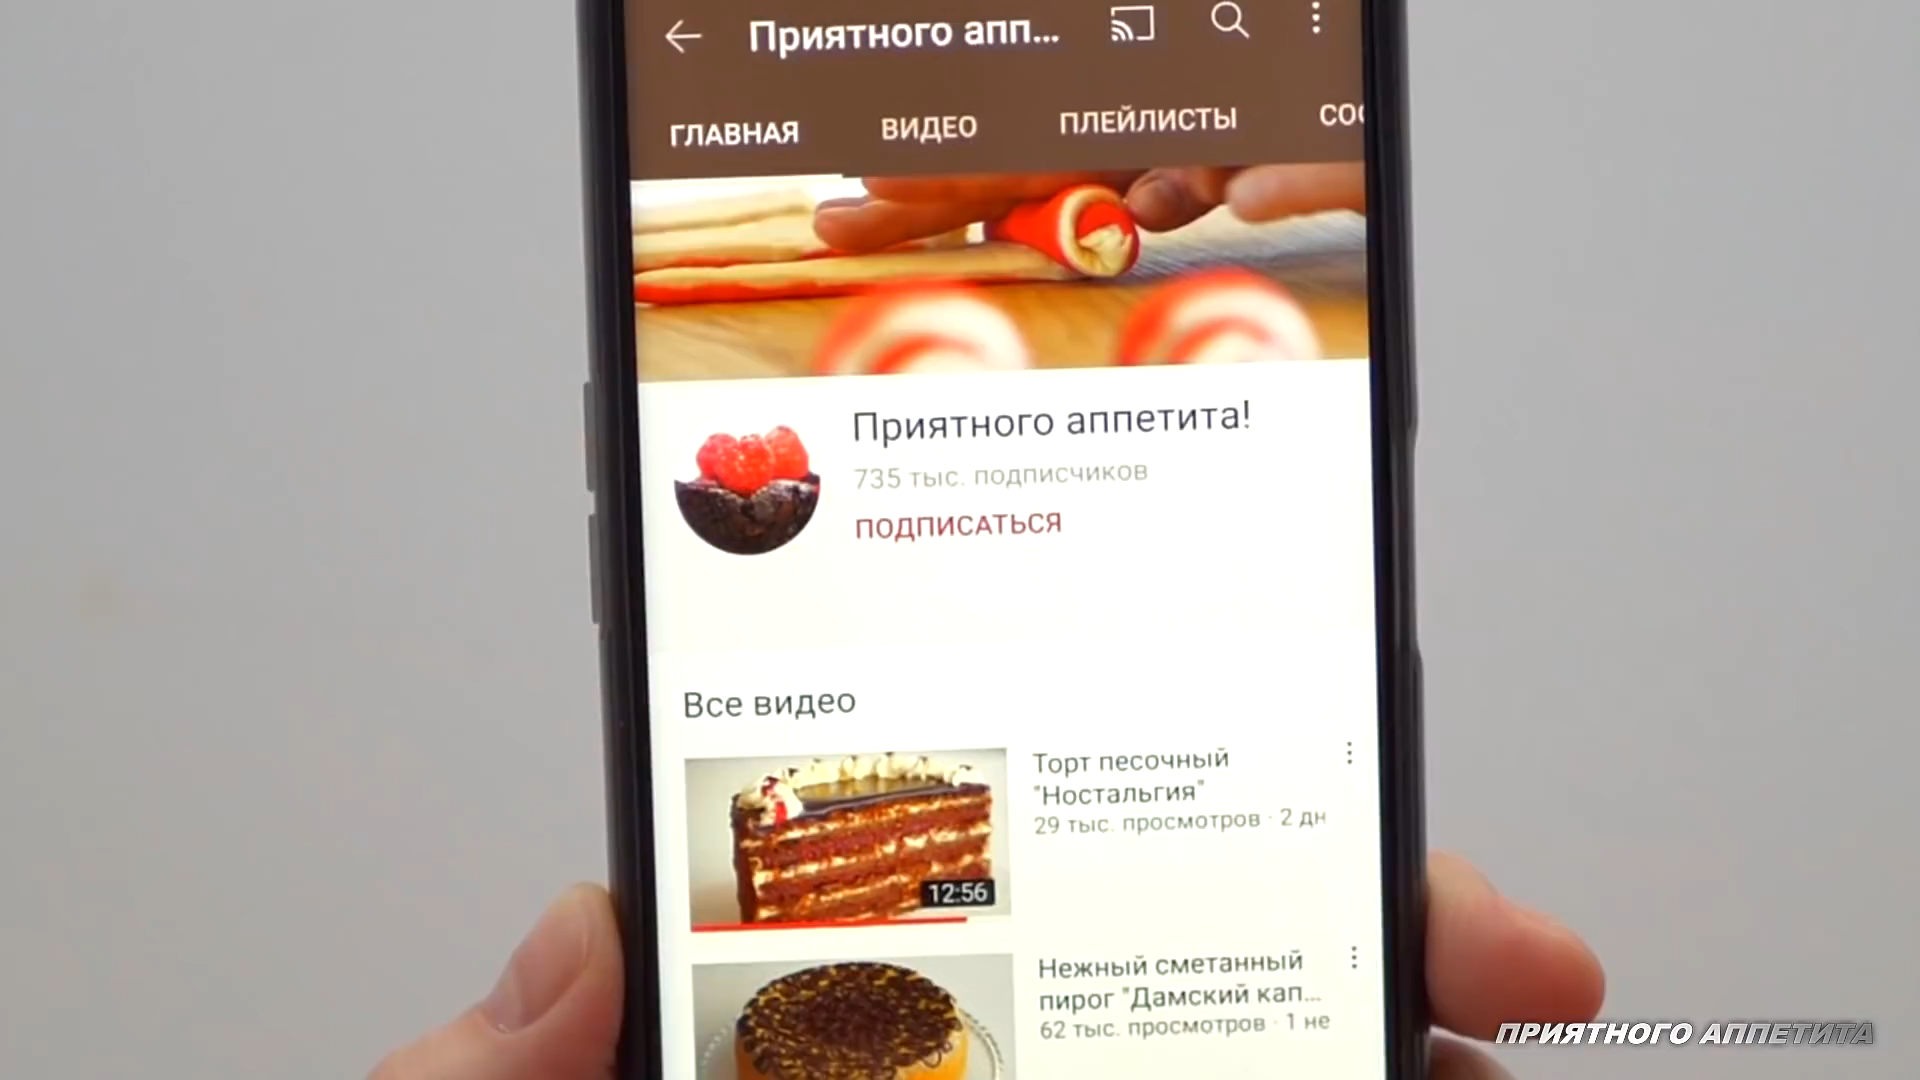 Приятного апп...
ГЛАВНАЯ ВИДЕО ПЛЕЙЛИСТЫ СОО
Приятного аппетита!
735 тыс. подписчиков
ПОДПИСАТЬСЯ
Все видео
12:56
Торт песочный
"Ностальгия"
29 тыс. просмотров · 2 дн
Нежный сметанный
пирог "Дамский кап...
62 тыс. просмотров · 1 не
ПРИЯТНОГО АППЕТИТА